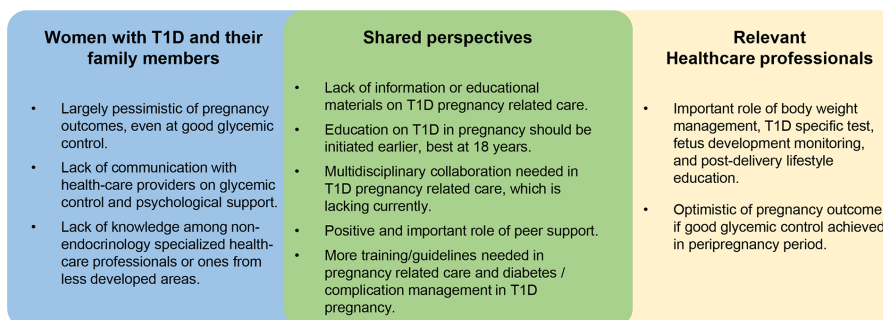 Women with T1D and their
family members
• Largely pessimistic of pregnancy
outcomes, even at good glycemic
control.
• Lack of communication with
health-care providers on glycemic
control and psychological support.
• Lack of knowledge among non-
endocrinology specialized health-
care professionals or ones from
less developed areas.
Shared perspectives
• Lack of information or educational
materials on T1D pregnancy related care.
• Education on T1D in pregnancy should be
initiated earlier, best at 18 years.
• Multidisciplinary collaboration needed in
T1D pregnancy related care, which is
lacking currently.
• Positive and important role of peer support.
• More training/guidelines needed in
pregnancy related care and diabetes /
complication management in T1D
pregnancy.
Relevant
Healthcare professionals
• Important role of body weight
management, T1D specific test,
fetus development monitoring,
and post-delivery lifestyle
education.
• Optimistic of pregnancy outcome
if good glycemic control achieved
in peripregnancy period.